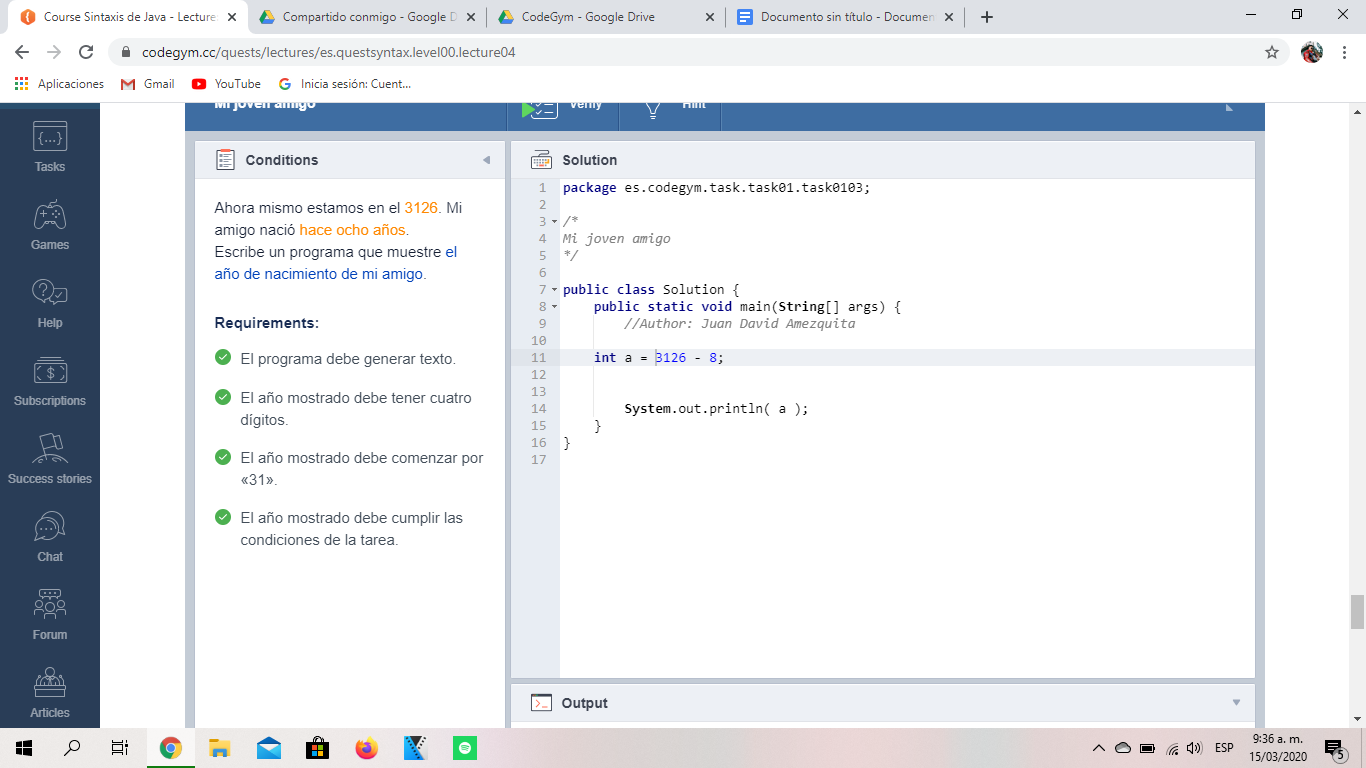 Course Sintaxis de Java - Lecture
Compartido conmigo - Google D
CodeGym - Google Drive
Documento sin título - Documen
codegym.cc/quests/lectures/es.questsyntax.level00.lecture04
Aplicaciones
Gmail
YouTube
Inicia sesión: Cuent...
Mi joven amigo
Verify
Hint
Tasks
Games
Help
Subscriptions
Success stories
Chat
Forum
Articles
Conditions
Ahora mismo estamos en el 3126. Mi
amigo nació hace ocho años.
Escribe un programa que muestre el
año de nacimiento de mi amigo.
Requirements:
El programa debe generar texto.
El año mostrado debe tener cuatro
dígitos.
El año mostrado debe comenzar por
«31».
El año mostrado debe cumplir las
condiciones de la tarea.
Solution
1 package es.codegym.task.task01.task0103;
2
3 /*
4 Mi joven amigo
5 */
6
7 public class Solution {
8 public static void main(String[] args) {
9 //Author: Juan David Amezquita
10
11 int a = 3126 - 8;
12
13
14 System.out.println( a );
15 }
16 }
17
Output
ESP
9:36 a. m.
15/03/2020
5